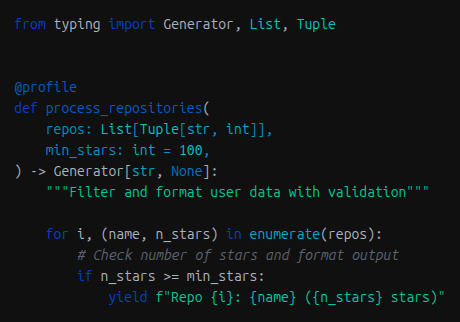 from typing import Generator, List, Tuple
@profile
def process_repositories(
    repos: List[Tuple[str, int]],
    min_stars: int = 100,
) -> Generator[str, None]:
    """Filter and format user data with validation"""
    for i, (name, n_stars) in enumerate(repos):
        # Check number of stars and format output
        if n_stars >= min_stars:
            yield f"Repo {i}: {name} ({n_stars} stars)"